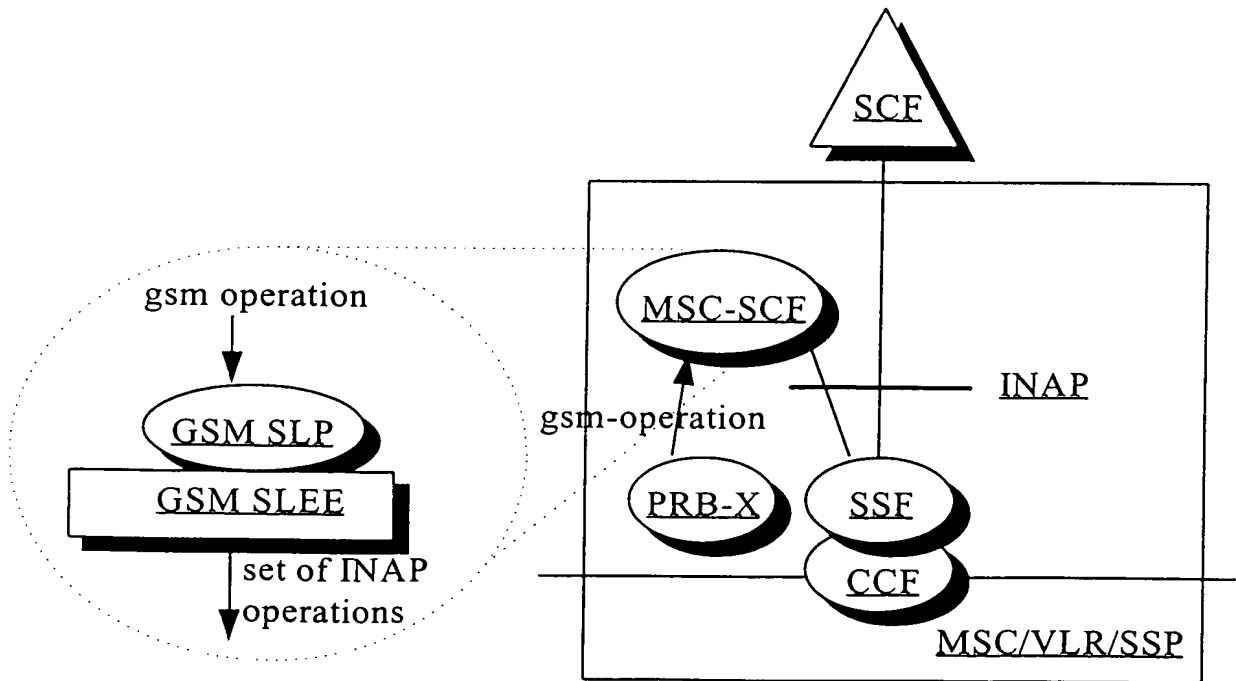 SCF
MSC-SCF
gsm operation
INAP
gsm-operation
GSM SLP
GSM SLEE
PRB-X
SSF
set of INAP
operations
CCF
MSC/VLR/SSP